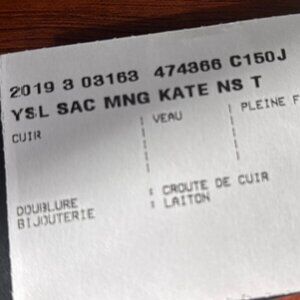 2019 3 03163 474366 C150J
YSL SAC MNG KATE NS T
CUIR | VEAU | PLEINE F
DOUBLURE : CROUTE DE CUIR
BIJOUTERIE : LAITON